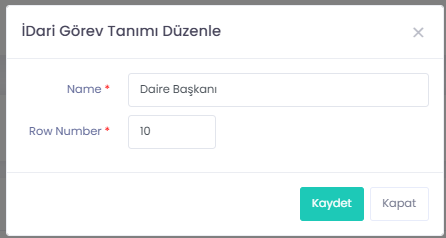 İDari Görev Tanımı Düzenle
×
Name *
Daire Başkanı
Row Number *
10
Kaydet
Kapat